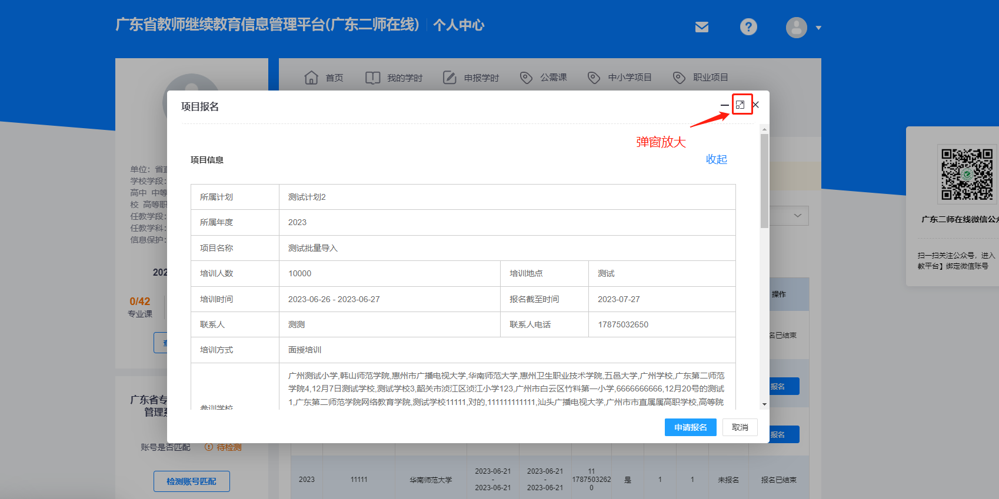 广东省教师继续教育信息管理平台(广东二师在线) 个人中心
首页 我的学时 申报学时 公需课 中小学项目 职业项目
项目报名
弹窗放大
项目信息 收起
所属计划 测试计划2
所属年度 2023
项目名称 测试批量导入
培训人数 10000 培训地点 测试
培训时间 2023-06-26 - 2023-06-27 报名截至时间 2023-07-27
联系人 测测 联系人电话 17875032650
培训方式 面授培训
参训学校
广州测试小学,韩山师范学院,惠州市广播电视大学,华南师范大学,惠州卫生职业技术学院,五邑大学,广州学校,广东第二师范
学院4,12月7日测试学校,测试学校3,韶关市浈江区浈江小学123,广州市白云区竹料第一小学,6666666666,12月20号的测试
1,广东第二师范学院网络教育学院,测试学校11111,对的,111111111111,汕头广播电视大学,广州市市直属属高职学校,高等院
申请报名 取消
单位：省直
学校学段：
高中 中等
校 高等职
任教学段：
任教学科：
信息保护：
202
0/42
专业课
查
广东省专
管理系
账号是否匹配 待检测
检测账号匹配
操作
名已结束
报名
报名
2023 11111 华南师范大学 2023-06-21 - 2023-06-21 2023-06-21 - 2023-06-21 11 17875032620 是 1 1 未报名 报名已结束
广东二师在线微信公众
扫一扫关注公众号，进入
教平台】绑定微信账号